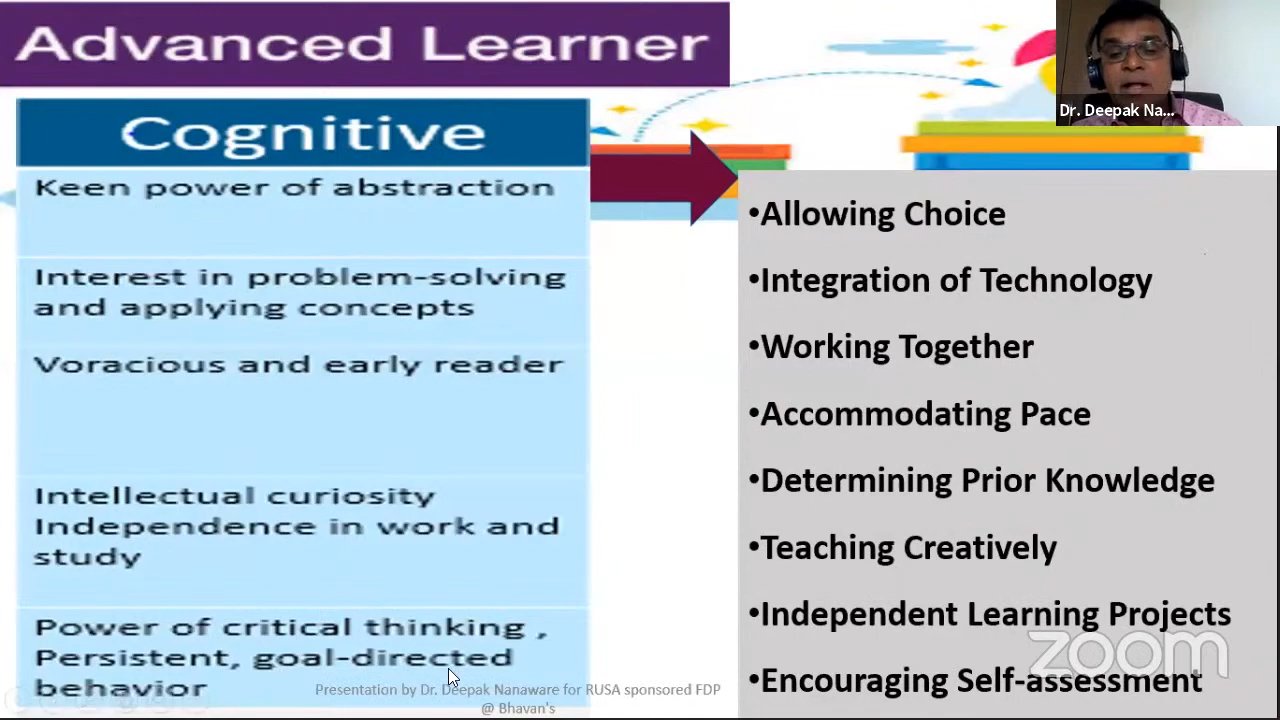 Advanced Learner
Dr. Deepak Na...
Cognitive
Keen power of abstraction
Interest in problem-solving
and applying concepts
Voracious and early reader
Intellectual curiosity
Independence in work and
study
Power of critical thinking ,
Persistent, goal-directed
behavior
•Allowing Choice
•Integration of Technology
•Working Together
•Accommodating Pace
•Determining Prior Knowledge
•Teaching Creatively
•Independent Learning Projects
•Encouraging Self-assessment
zoom
Presentation by Dr. Deepak Nanaware for RUSA sponsored FDP
@ Bhavan's